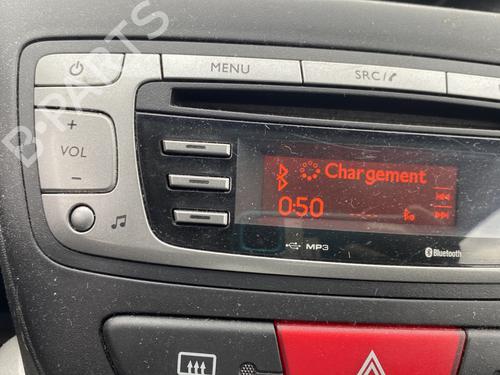 MENU
SRC/
+
VOL
−
Chargement
0:50
MP3
Bluetooth
B-PARTS